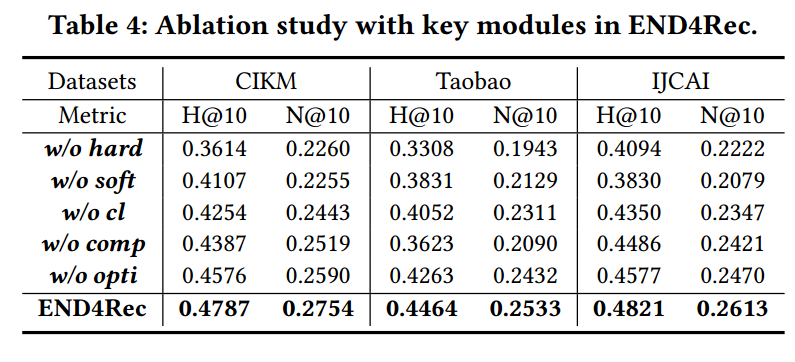 Table 4: Ablation study with key modules in END4Rec.
Datasets CIKM Taobao IJCAI
Metric H@10 N@10 H@10 N@10 H@10 N@10
w/o hard 0.3614 0.2260 0.3308 0.1943 0.4094 0.2222
w/o soft 0.4107 0.2255 0.3831 0.2129 0.3830 0.2079
w/o cl 0.4254 0.2443 0.4052 0.2311 0.4350 0.2347
w/o comp 0.4387 0.2519 0.3623 0.2090 0.4486 0.2421
w/o opti 0.4576 0.2590 0.4263 0.2432 0.4577 0.2470
END4Rec 0.4787 0.2754 0.4464 0.2533 0.4821 0.2613